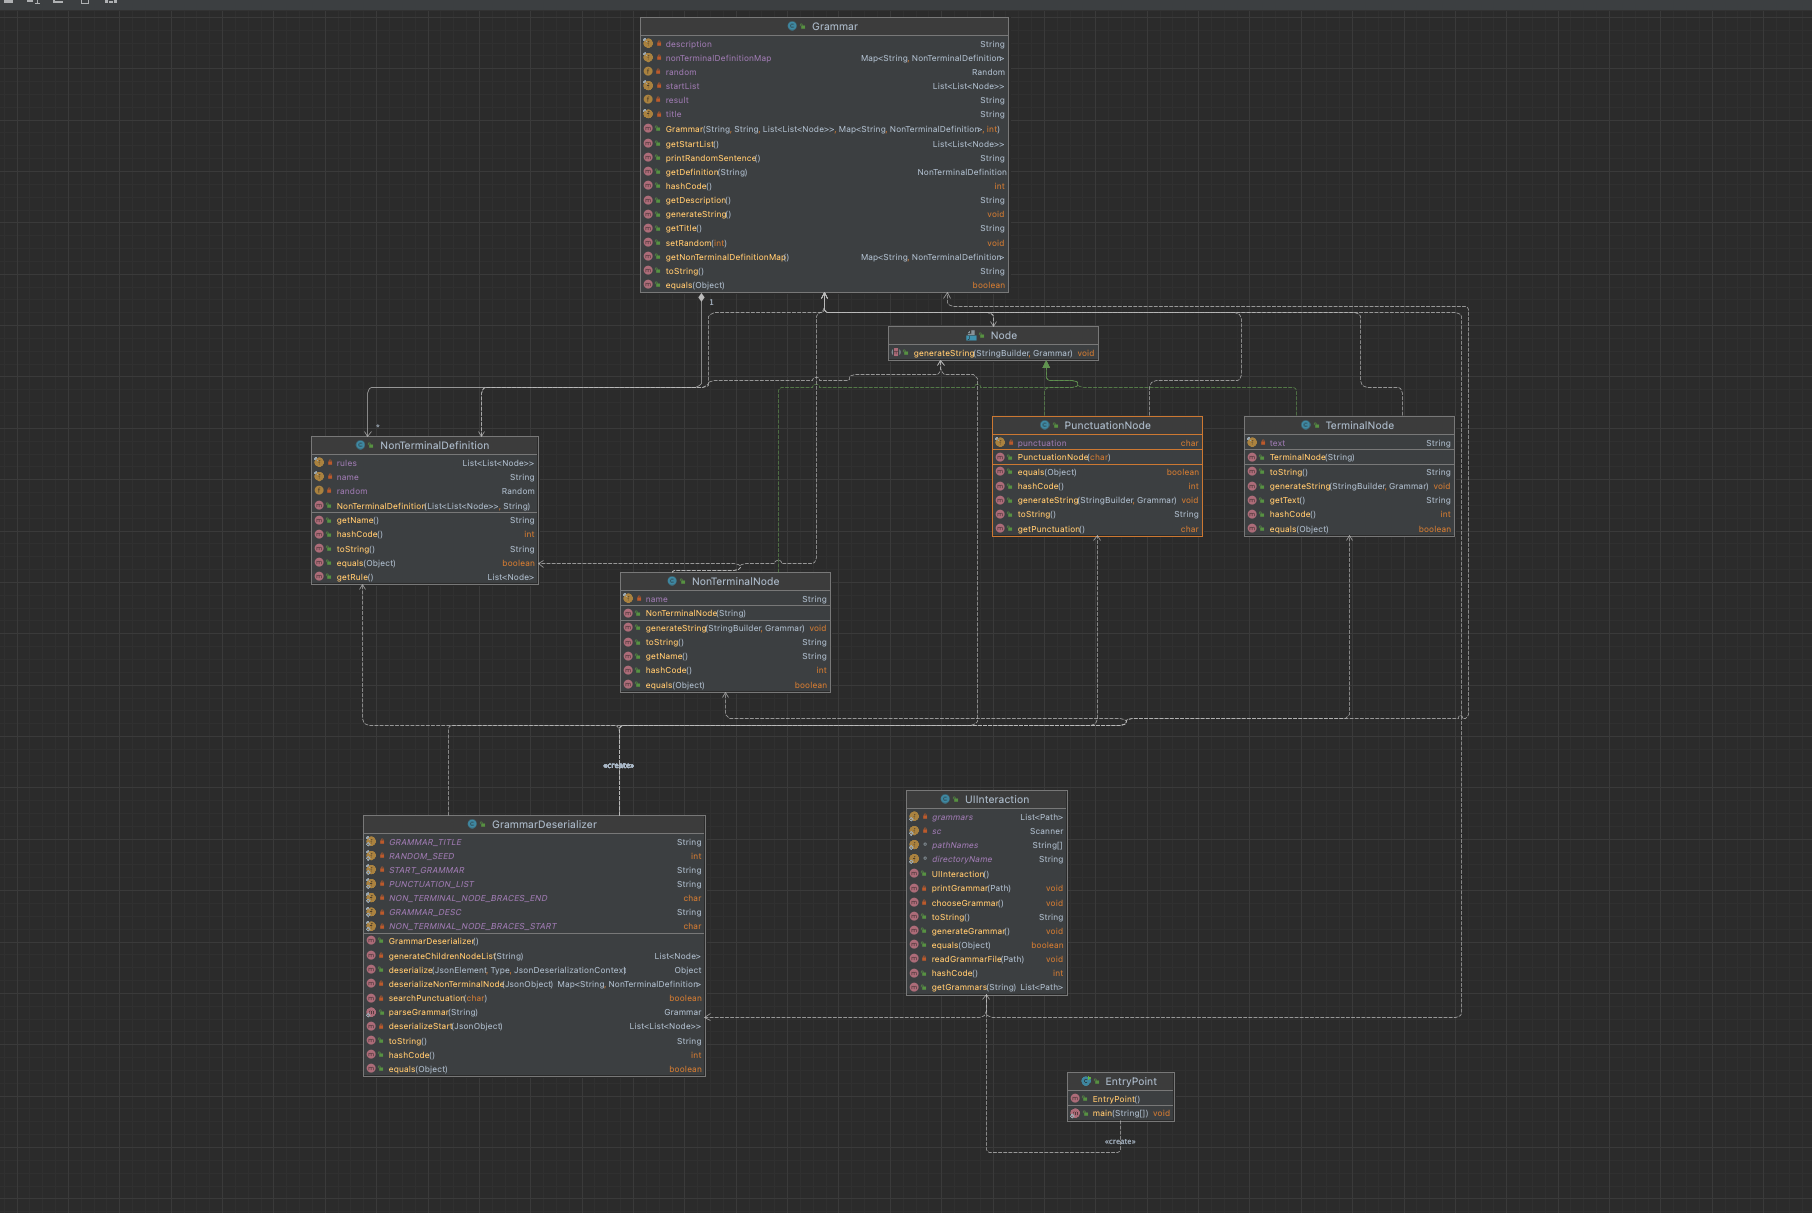 Grammar
description String
nonTerminalDefinitionMap Map<String, NonTerminalDefinition>
random Random
startList List<List<Node>>
result String
title String
Grammar(String, String, List<List<Node>>, Map<String, NonTerminalDefinition>, int)
getStartList() List<List<Node>>
printRandomSentence() String
getDefinition(String) NonTerminalDefinition
hashCode() int
getDescription() String
generateString() void
getTitle() String
setRandom(int) void
getNonTerminalDefinitionMap() Map<String, NonTerminalDefinition>
toString() String
equals(Object) boolean
1
Node
generateString(StringBuilder, Grammar) void
*
NonTerminalDefinition
rules List<List<Node>>
name String
random Random
NonTerminalDefinition(List<List<Node>>, String)
getName() String
hashCode() int
toString() String
equals(Object) boolean
getRule() List<Node>
PunctuationNode
punctuation char
PunctuationNode(char)
equals(Object) boolean
hashCode() int
generateString(StringBuilder, Grammar) void
toString() String
getPunctuation() char
TerminalNode
text String
TerminalNode(String)
toString() String
generateString(StringBuilder, Grammar) void
getText() String
hashCode() int
equals(Object) boolean
NonTerminalNode
name String
NonTerminalNode(String)
generateString(StringBuilder, Grammar) void
toString() String
getName() String
hashCode() int
equals(Object) boolean
«create»
GrammarDeserializer
GRAMMAR_TITLE String
RANDOM_SEED int
START_GRAMMAR String
PUNCTUATION_LIST String
NON_TERMINAL_NODE_BRACES_END char
GRAMMAR_DESC String
NON_TERMINAL_NODE_BRACES_START char
GrammarDeserializer()
generateChildrenNodeList(String) List<Node>
deserialize(JsonElement, Type, JsonDeserializationContext) Object
deserializeNonTerminalNode(JsonObject) Map<String, NonTerminalDefinition>
searchPunctuation(char) boolean
parseGrammar(String) Grammar
deserializeStart(JsonObject) List<List<Node>>
toString() String
hashCode() int
equals(Object) boolean
UIInteraction
grammars List<Path>
sc Scanner
pathNames String[]
directoryName String
UIInteraction()
printGrammar(Path) void
chooseGrammar() void
toString() String
generateGrammar() void
equals(Object) boolean
readGrammarFile(Path) void
hashCode() int
getGrammars(String) List<Path>
EntryPoint
EntryPoint()
main(String[]) void
«create»